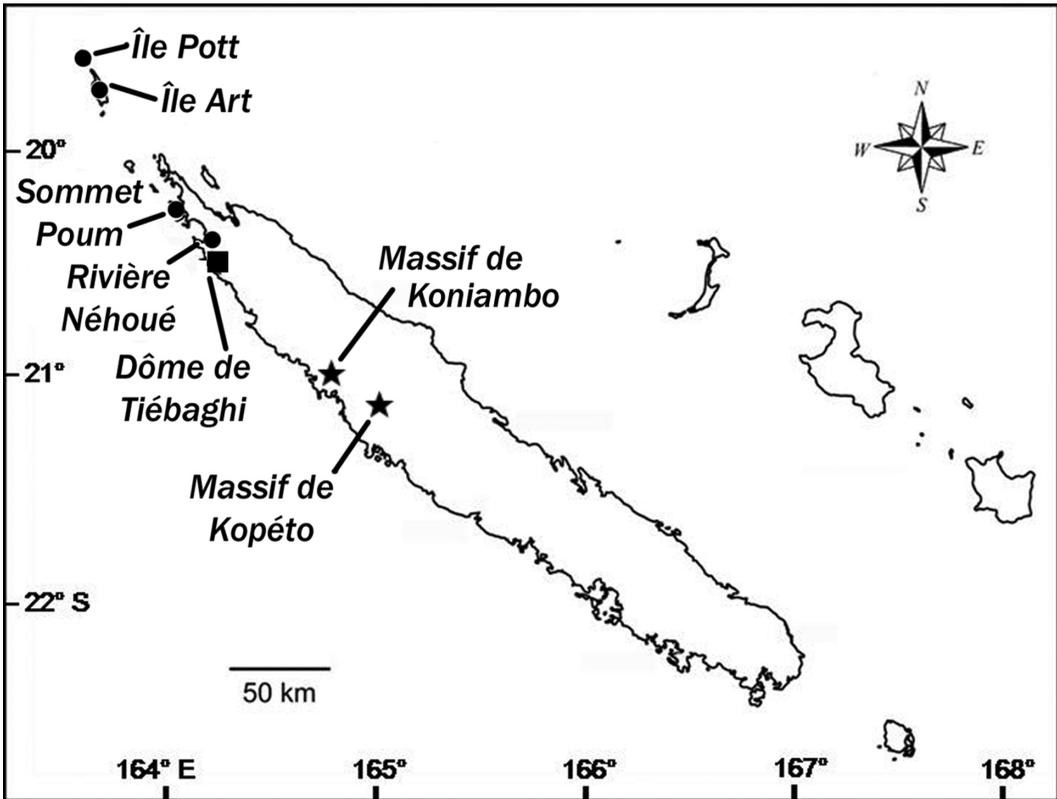 Île Pott
Île Art
N
W
E
S
20°
Sommet
Poum
Rivière
Néhoué
Massif de
Koniambo
21°
Dôme de
Tiébaghi
Massif de
Kopéto
22° S
50 km
164° E
165°
166°
167°
168°